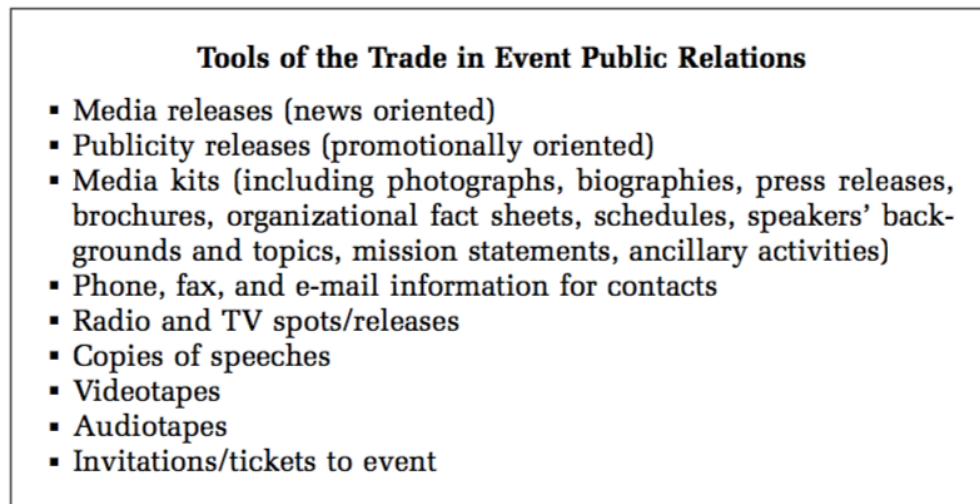 Tools of the Trade in Event Public Relations
▪ Media releases (news oriented)
▪ Publicity releases (promotionally oriented)
▪ Media kits (including photographs, biographies, press releases,
brochures, organizational fact sheets, schedules, speakers’ back-
grounds and topics, mission statements, ancillary activities)
▪ Phone, fax, and e-mail information for contacts
▪ Radio and TV spots/releases
▪ Copies of speeches
▪ Videotapes
▪ Audiotapes
▪ Invitations/tickets to event